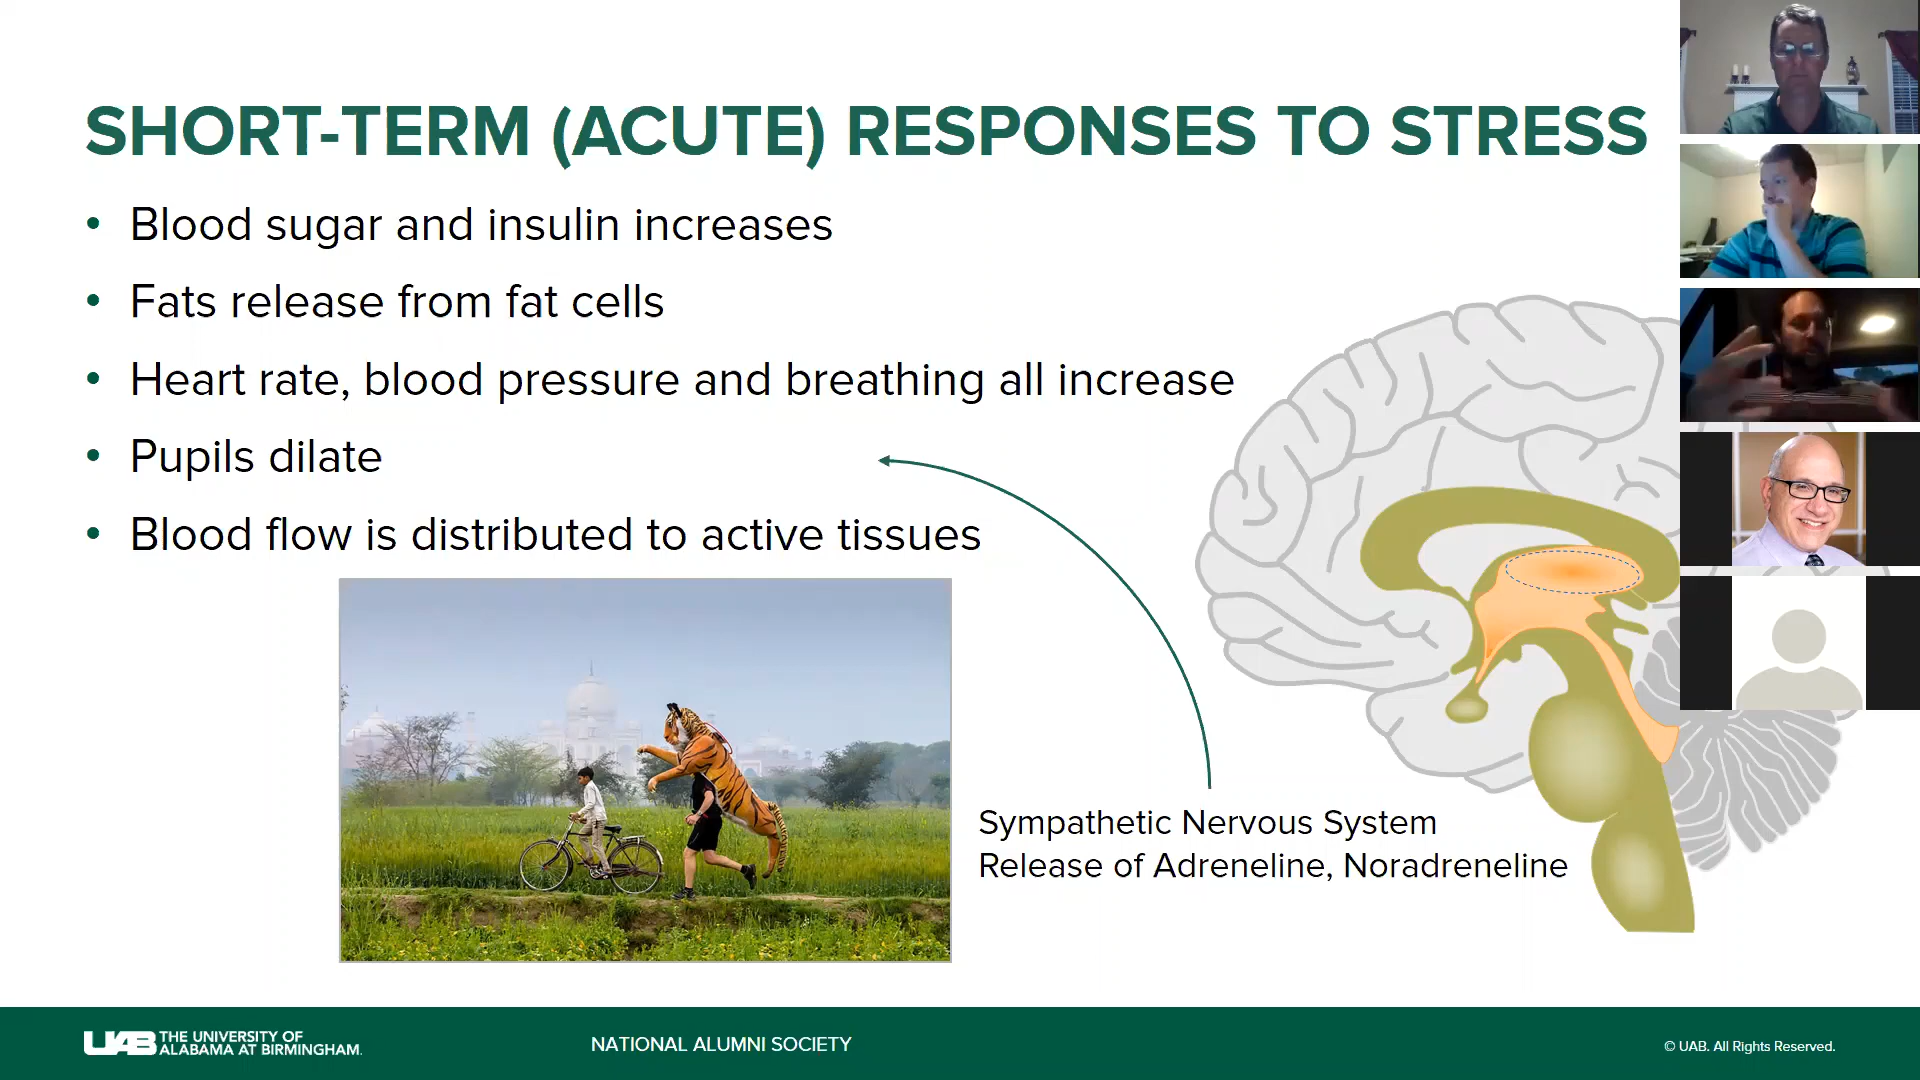 SHORT-TERM (ACUTE) RESPONSES TO STRESS
• Blood sugar and insulin increases
• Fats release from fat cells
• Heart rate, blood pressure and breathing all increase
• Pupils dilate
• Blood flow is distributed to active tissues
Sympathetic Nervous System
Release of Adreneline, Noradreneline
UAB THE UNIVERSITY OF
ALABAMA AT BIRMINGHAM.
NATIONAL ALUMNI SOCIETY
© UAB. All Rights Reserved.